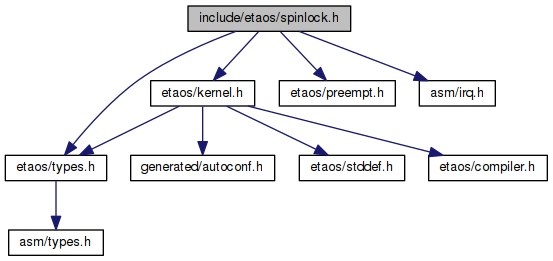 include/etaos/spinlock.h
etaos/kernel.h
etaos/preempt.h
asm/irq.h
etaos/types.h
generated/autoconf.h
etaos/stddef.h
etaos/compiler.h
asm/types.h